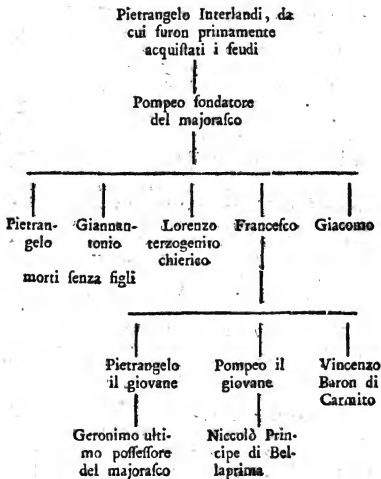 Pietrangelo Interlandi, da
cui furon primamente
acquiſtati i feudi
Pompeo fondatore
del majoraſco
Pietran-
gelo
Giannan-
tonio
Lorenzo
terzogenito
chierico
Franceſco
Giacomo
morti ſenza figli
Pietrangelo
il giovane
Pompeo il
giovane
Vincenzo
Baron di
Carmito
Geronimo ulti-
mo poſſeſſore
del majoraſco
Niccolò Prin-
cipe di Bel-
laprima